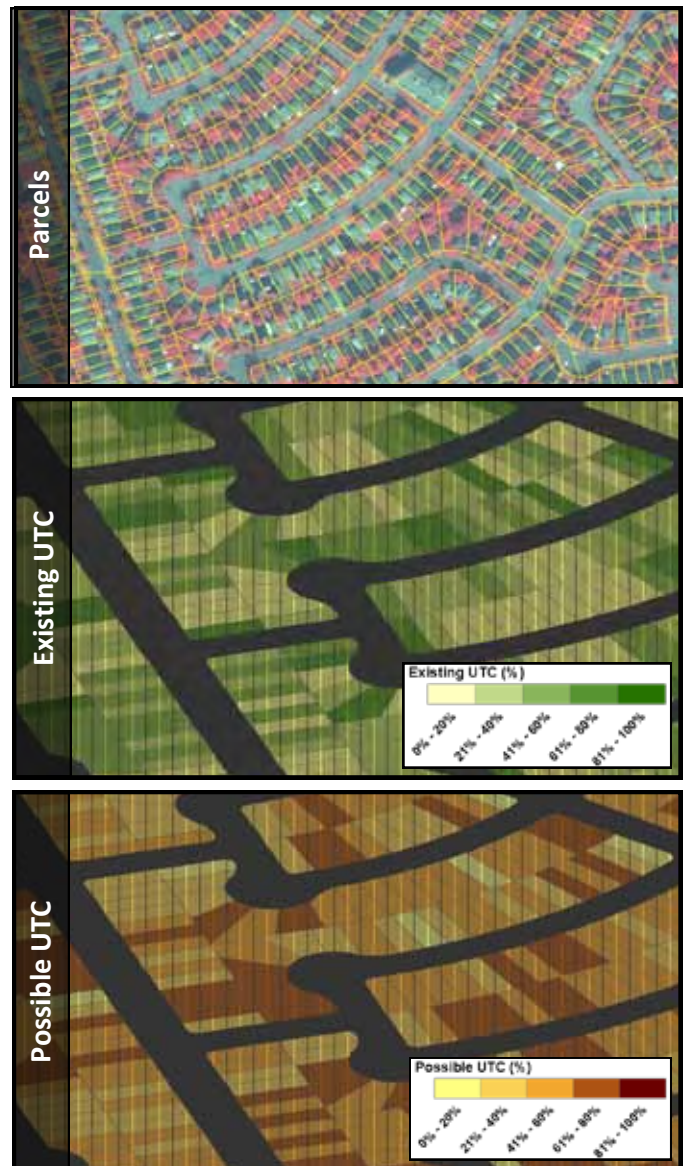 Parcels
Existing UTC
Existing UTC (%)
0% - 20%
21% - 40%
41% - 60%
61% - 80%
81% - 100%
Possible UTC
Possible UTC (%)
0% - 20%
21% - 40%
41% - 60%
61% - 80%
81% - 100%